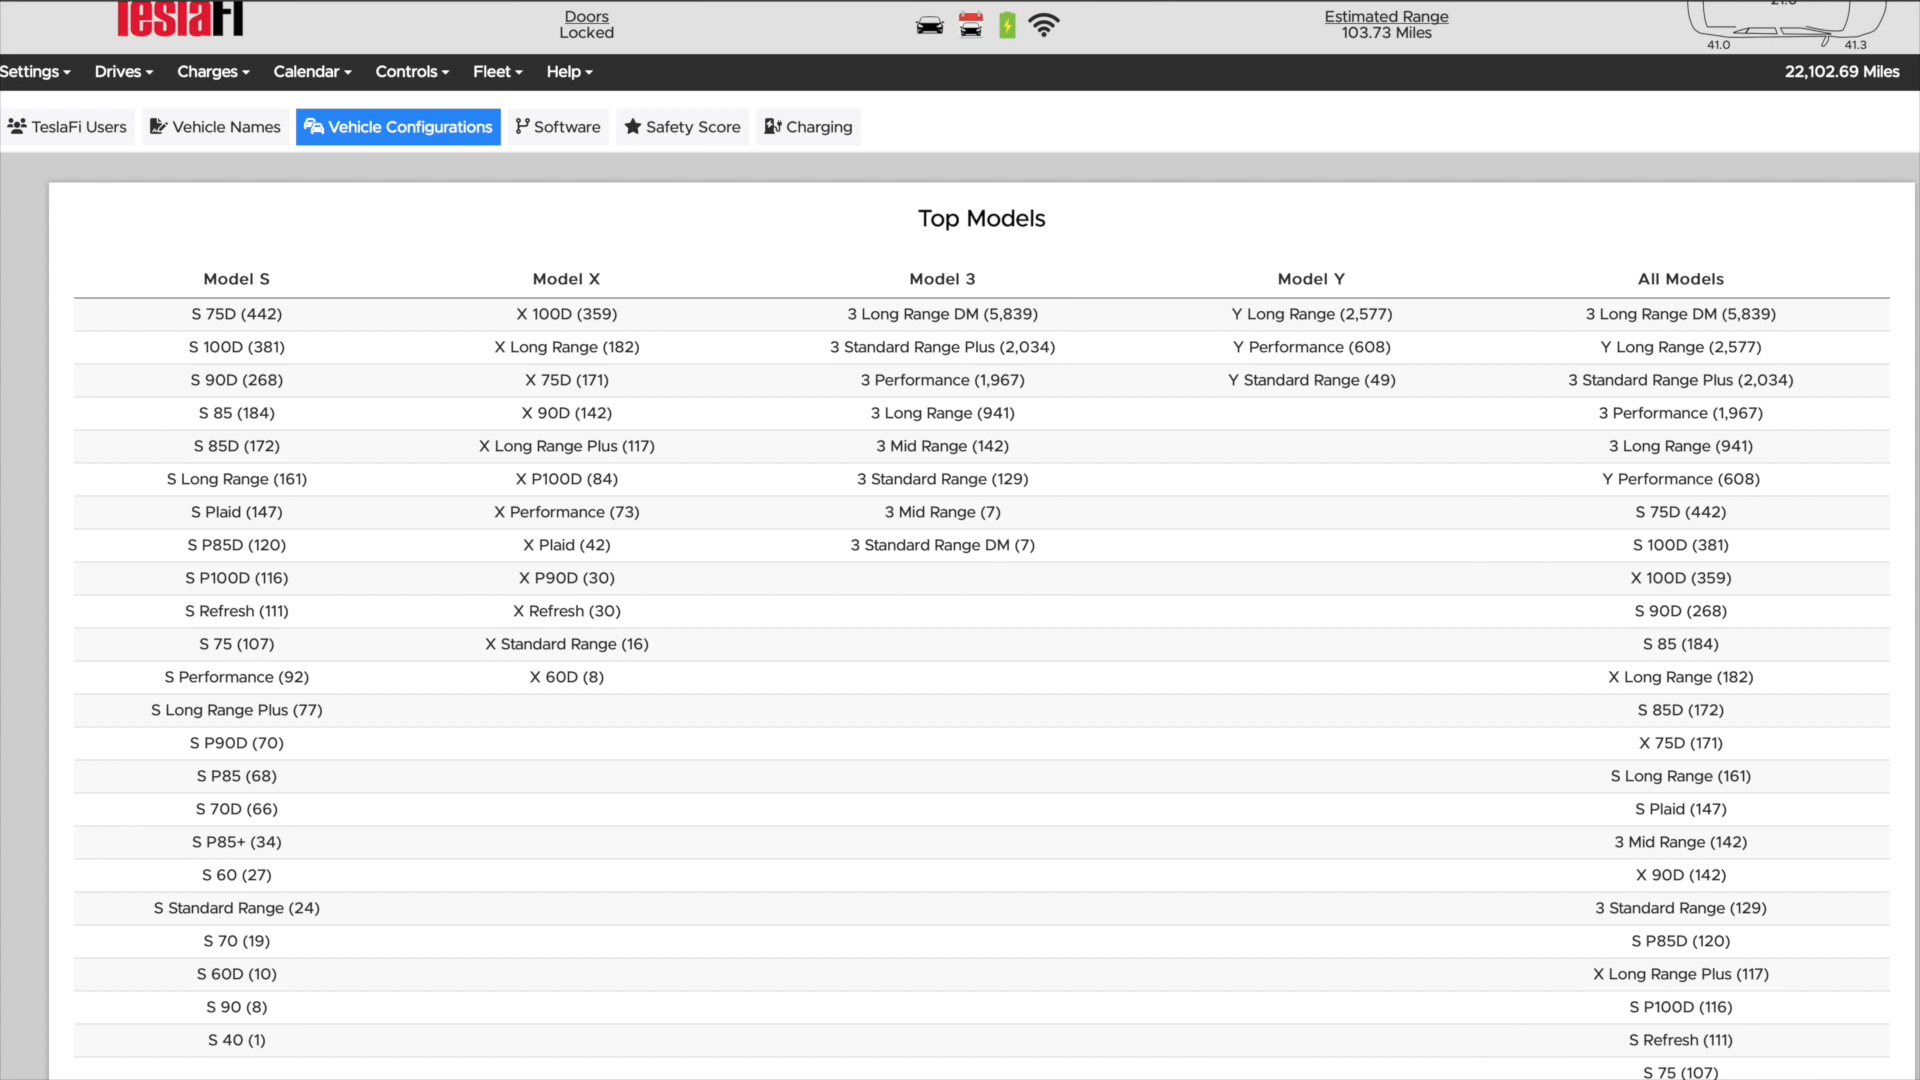 TeslaFi
Doors
Locked
Estimated Range
103.73 Miles
41.0
41.3
Settings Drives Charges Calendar Controls Fleet Help 22,102.69 Miles
TeslaFi Users Vehicle Names Vehicle Configurations Software Safety Score Charging
Top Models
Model S Model X Model 3 Model Y All Models
S 75D (442) X 100D (359) 3 Long Range DM (5,839) Y Long Range (2,577) 3 Long Range DM (5,839)
S 100D (381) X Long Range (182) 3 Standard Range Plus (2,034) Y Performance (608) Y Long Range (2,577)
S 90D (268) X 75D (171) 3 Performance (1,967) Y Standard Range (49) 3 Standard Range Plus (2,034)
S 85 (184) X 90D (142) 3 Long Range (941) 3 Performance (1,967)
S 85D (172) X Long Range Plus (117) 3 Mid Range (142) 3 Long Range (941)
S Long Range (161) X P100D (84) 3 Standard Range (129) Y Performance (608)
S Plaid (147) X Performance (73) 3 Mid Range (7) S 75D (442)
S P85D (120) X Plaid (42) 3 Standard Range DM (7) S 100D (381)
S P100D (116) X P90D (30) X 100D (359)
S Refresh (111) X Refresh (30) S 90D (268)
S 75 (107) X Standard Range (16) S 85 (184)
S Performance (92) X 60D (8) X Long Range (182)
S Long Range Plus (77) S 85D (172)
S P90D (70) X 75D (171)
S P85 (68) S Long Range (161)
S 70D (66) S Plaid (147)
S P85+ (34) 3 Mid Range (142)
S 60 (27) X 90D (142)
S Standard Range (24) 3 Standard Range (129)
S 70 (19) S P85D (120)
S 60D (10) X Long Range Plus (117)
S 90 (8) S P100D (116)
S 40 (1) S Refresh (111)
S 75 (107)